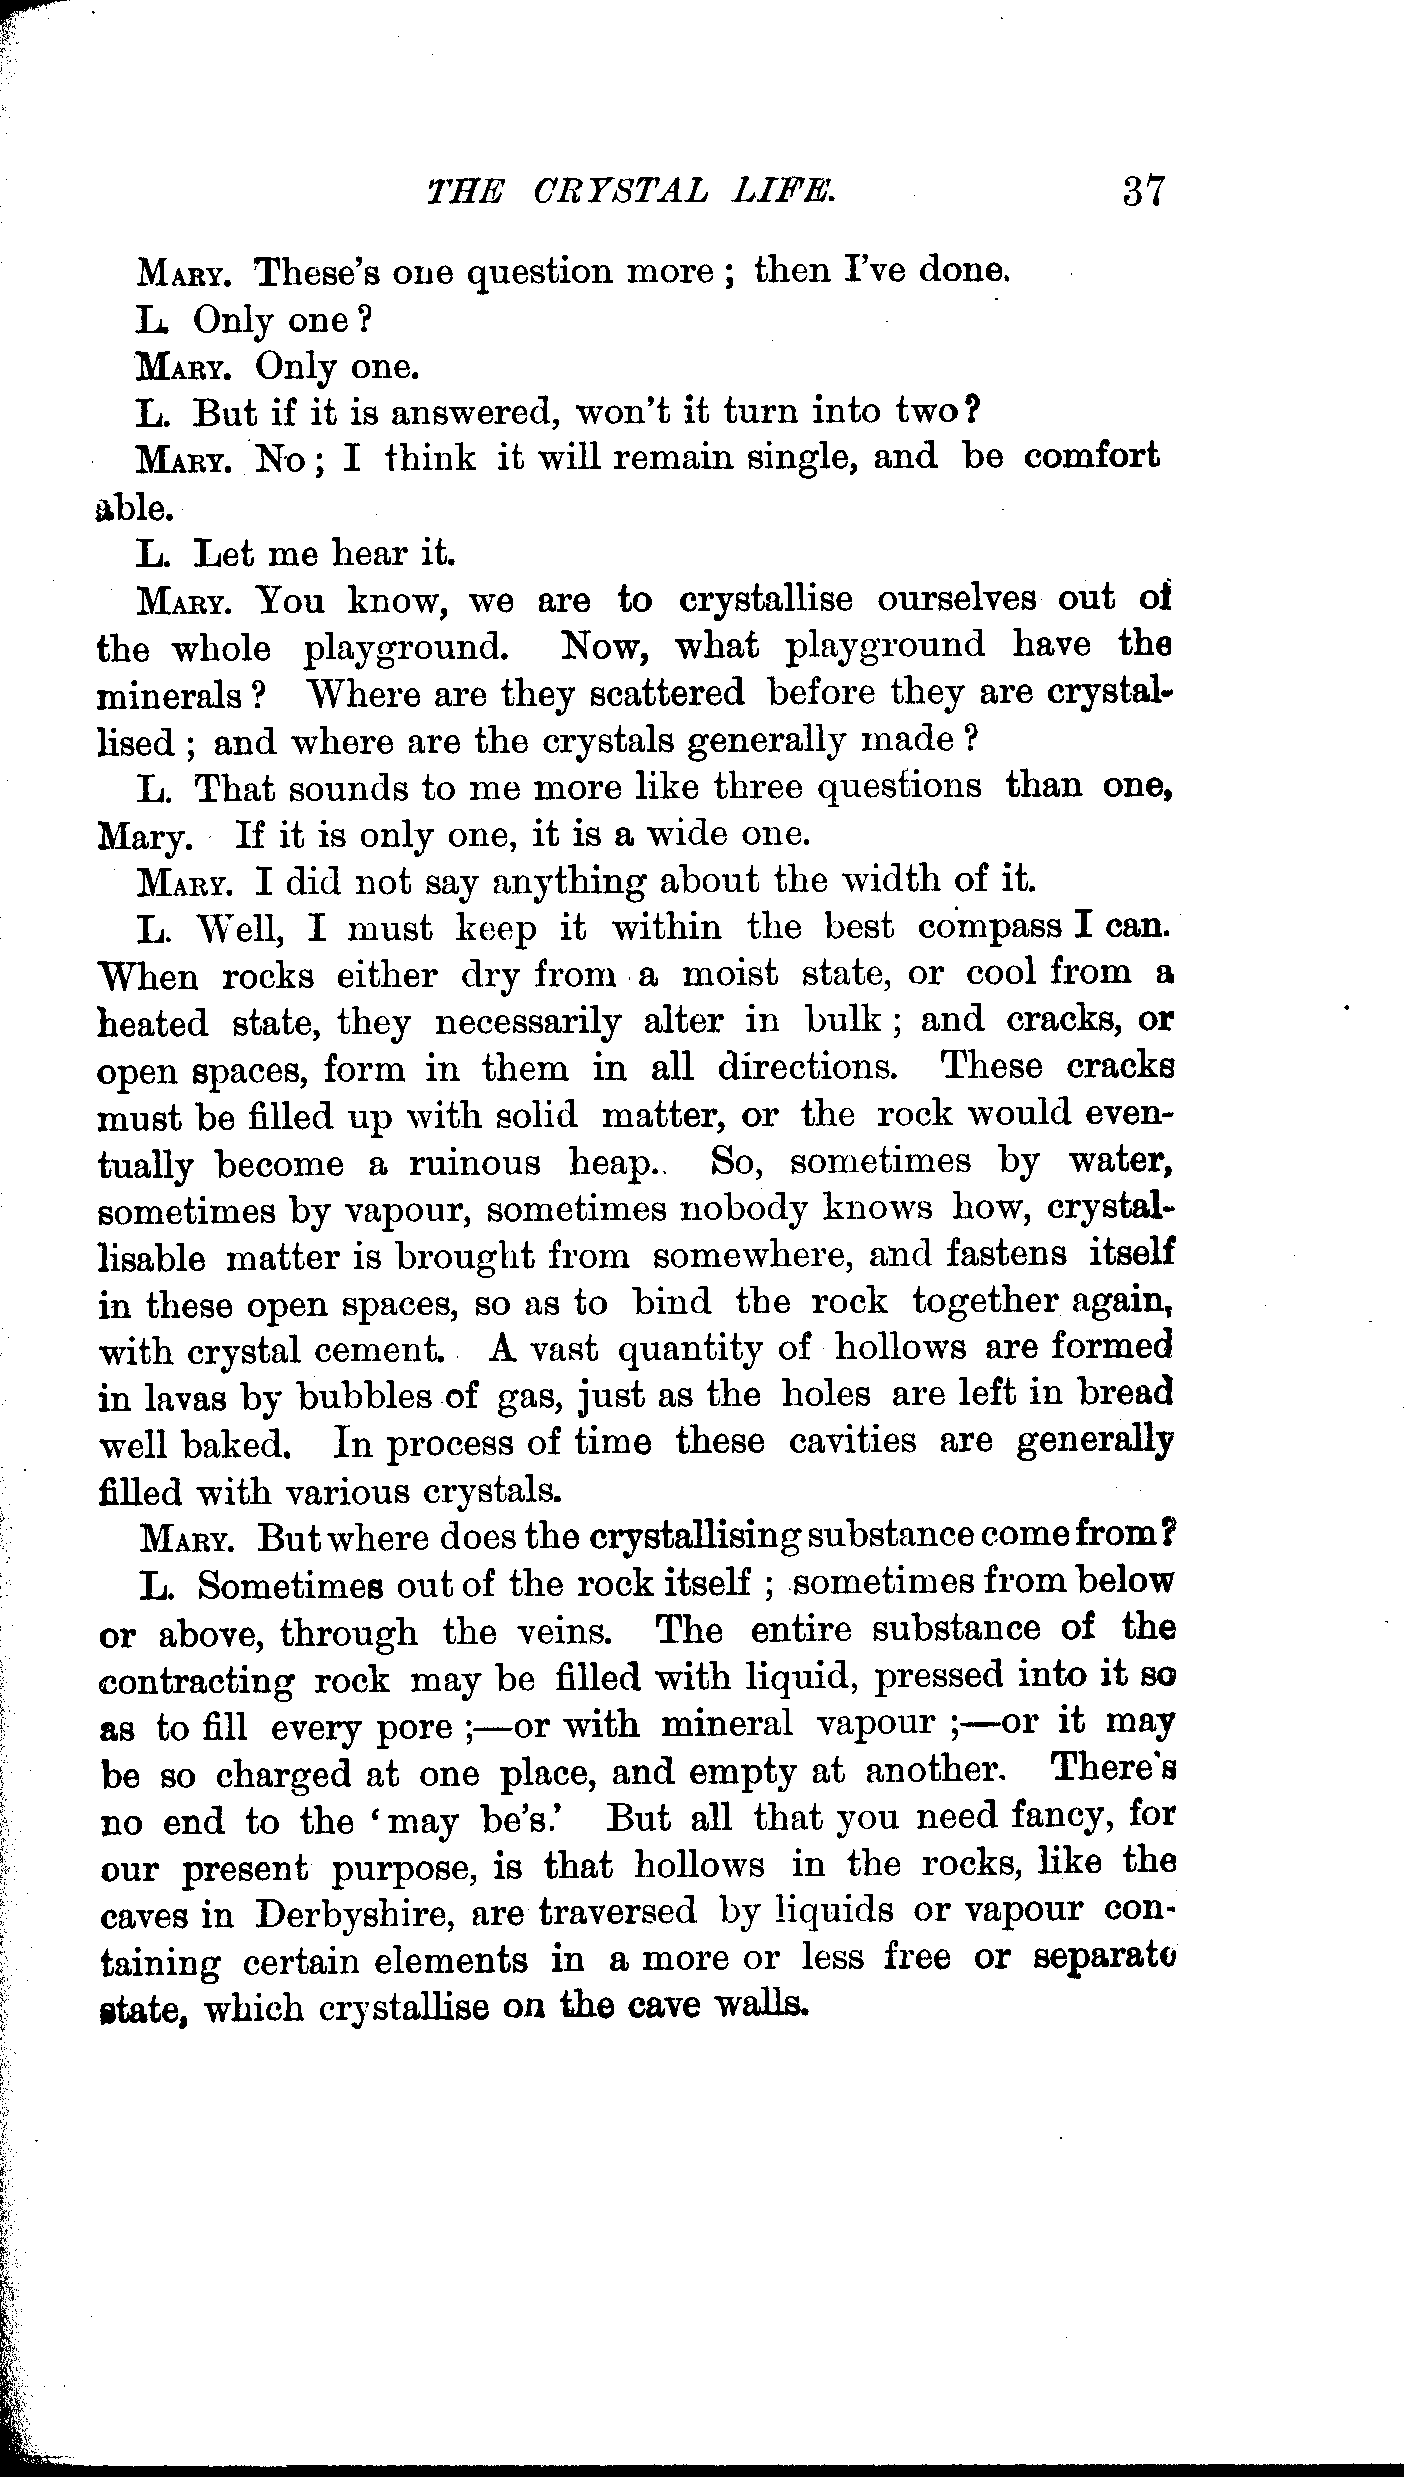 THE CRYSTAL LIFE. 37
MARY. These's one question more ; then I've done.
L. Only one ?
MARY. Only one.
L. But if it is answered, won't it turn into two?
MARY. No ; I think it will remain single, and be comfort
able.
L. Let me hear it.
MARY. You know, we are to crystallise ourselves out of
the whole playground. Now, what playground have the
minerals ? Where are they scattered before they are crystal-
lised ; and where are the crystals generally made ?
L. That sounds to me more like three questions than one,
Mary. If it is only one, it is a wide one.
MARY. I did not say anything about the width of it.
L. Well, I must keep it within the best compass I can.
When rocks either dry from a moist state, or cool from a
heated state, they necessarily alter in bulk ; and cracks, or
open spaces, form in them in all directions. These cracks
must be filled up with solid matter, or the rock would even-
tually become a ruinous heap. So, sometimes by water,
sometimes by vapour, sometimes nobody knows how, crystal-
lisable matter is brought from somewhere, and fastens itself
in these open spaces, so as to bind the rock together again,
with crystal cement. A vast quantity of hollows are formed
in lavas by bubbles of gas, just as the holes are left in bread
well baked. In process of time these cavities are generally
filled with various crystals.
MARY. But where does the crystallising substance come from?
L. Sometimes out of the rock itself ; sometimes from below
or above, through the veins. The entire substance of the
contracting rock may be filled with liquid, pressed into it so
as to fill every pore ;—or with mineral vapour ;—or it may
be so charged at one place, and empty at another. There's
no end to the ‘may be's.’ But all that you need fancy, for
our present purpose, is that hollows in the rocks, like the
caves in Derbyshire, are traversed by liquids or vapour con-
taining certain elements in a more or less free or separate
state, which crystallise on the cave walls.